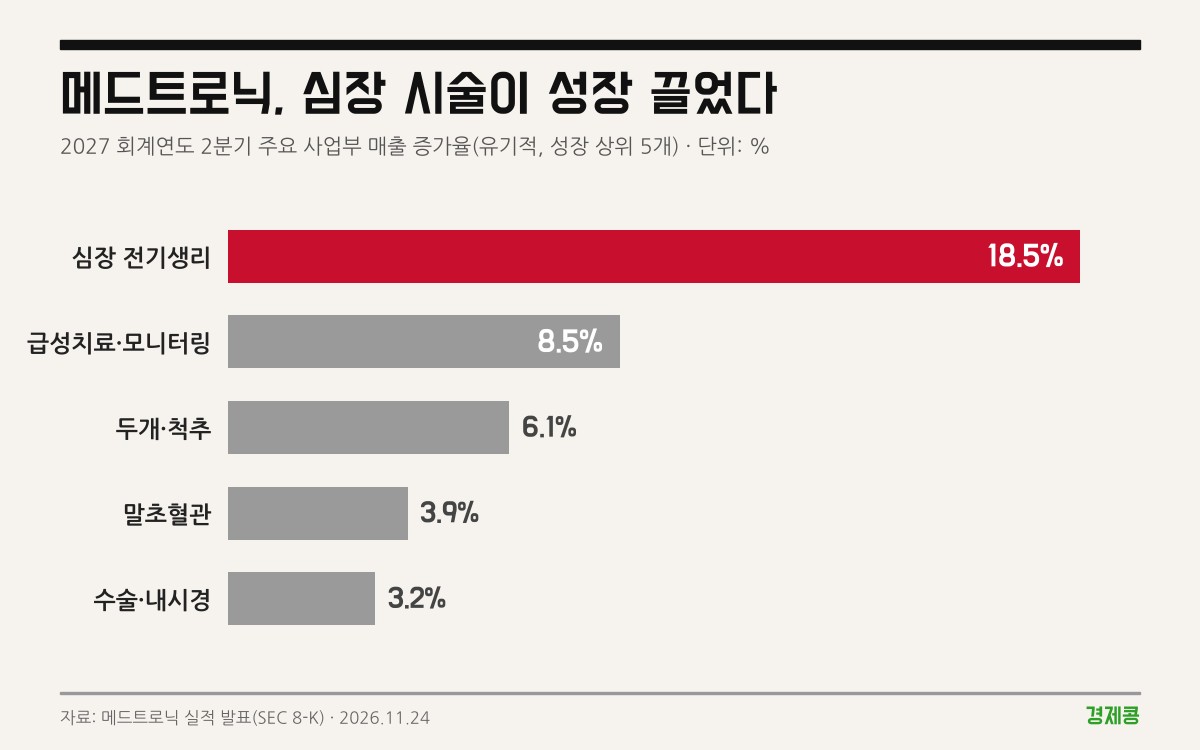 메드트로닉, 심장 시술이 성장 끌었다
2027 회계연도 2분기 주요 사업부 매출 증가율(유기적, 성장 상위 5개) · 단위: %
심장 전기생리 18.5%
급성치료·모니터링 8.5%
두개·척추 6.1%
말초혈관 3.9%
수술·내시경 3.2%
자료: 메드트로닉 실적 발표(SEC 8-K) · 2026.11.24
경제콩